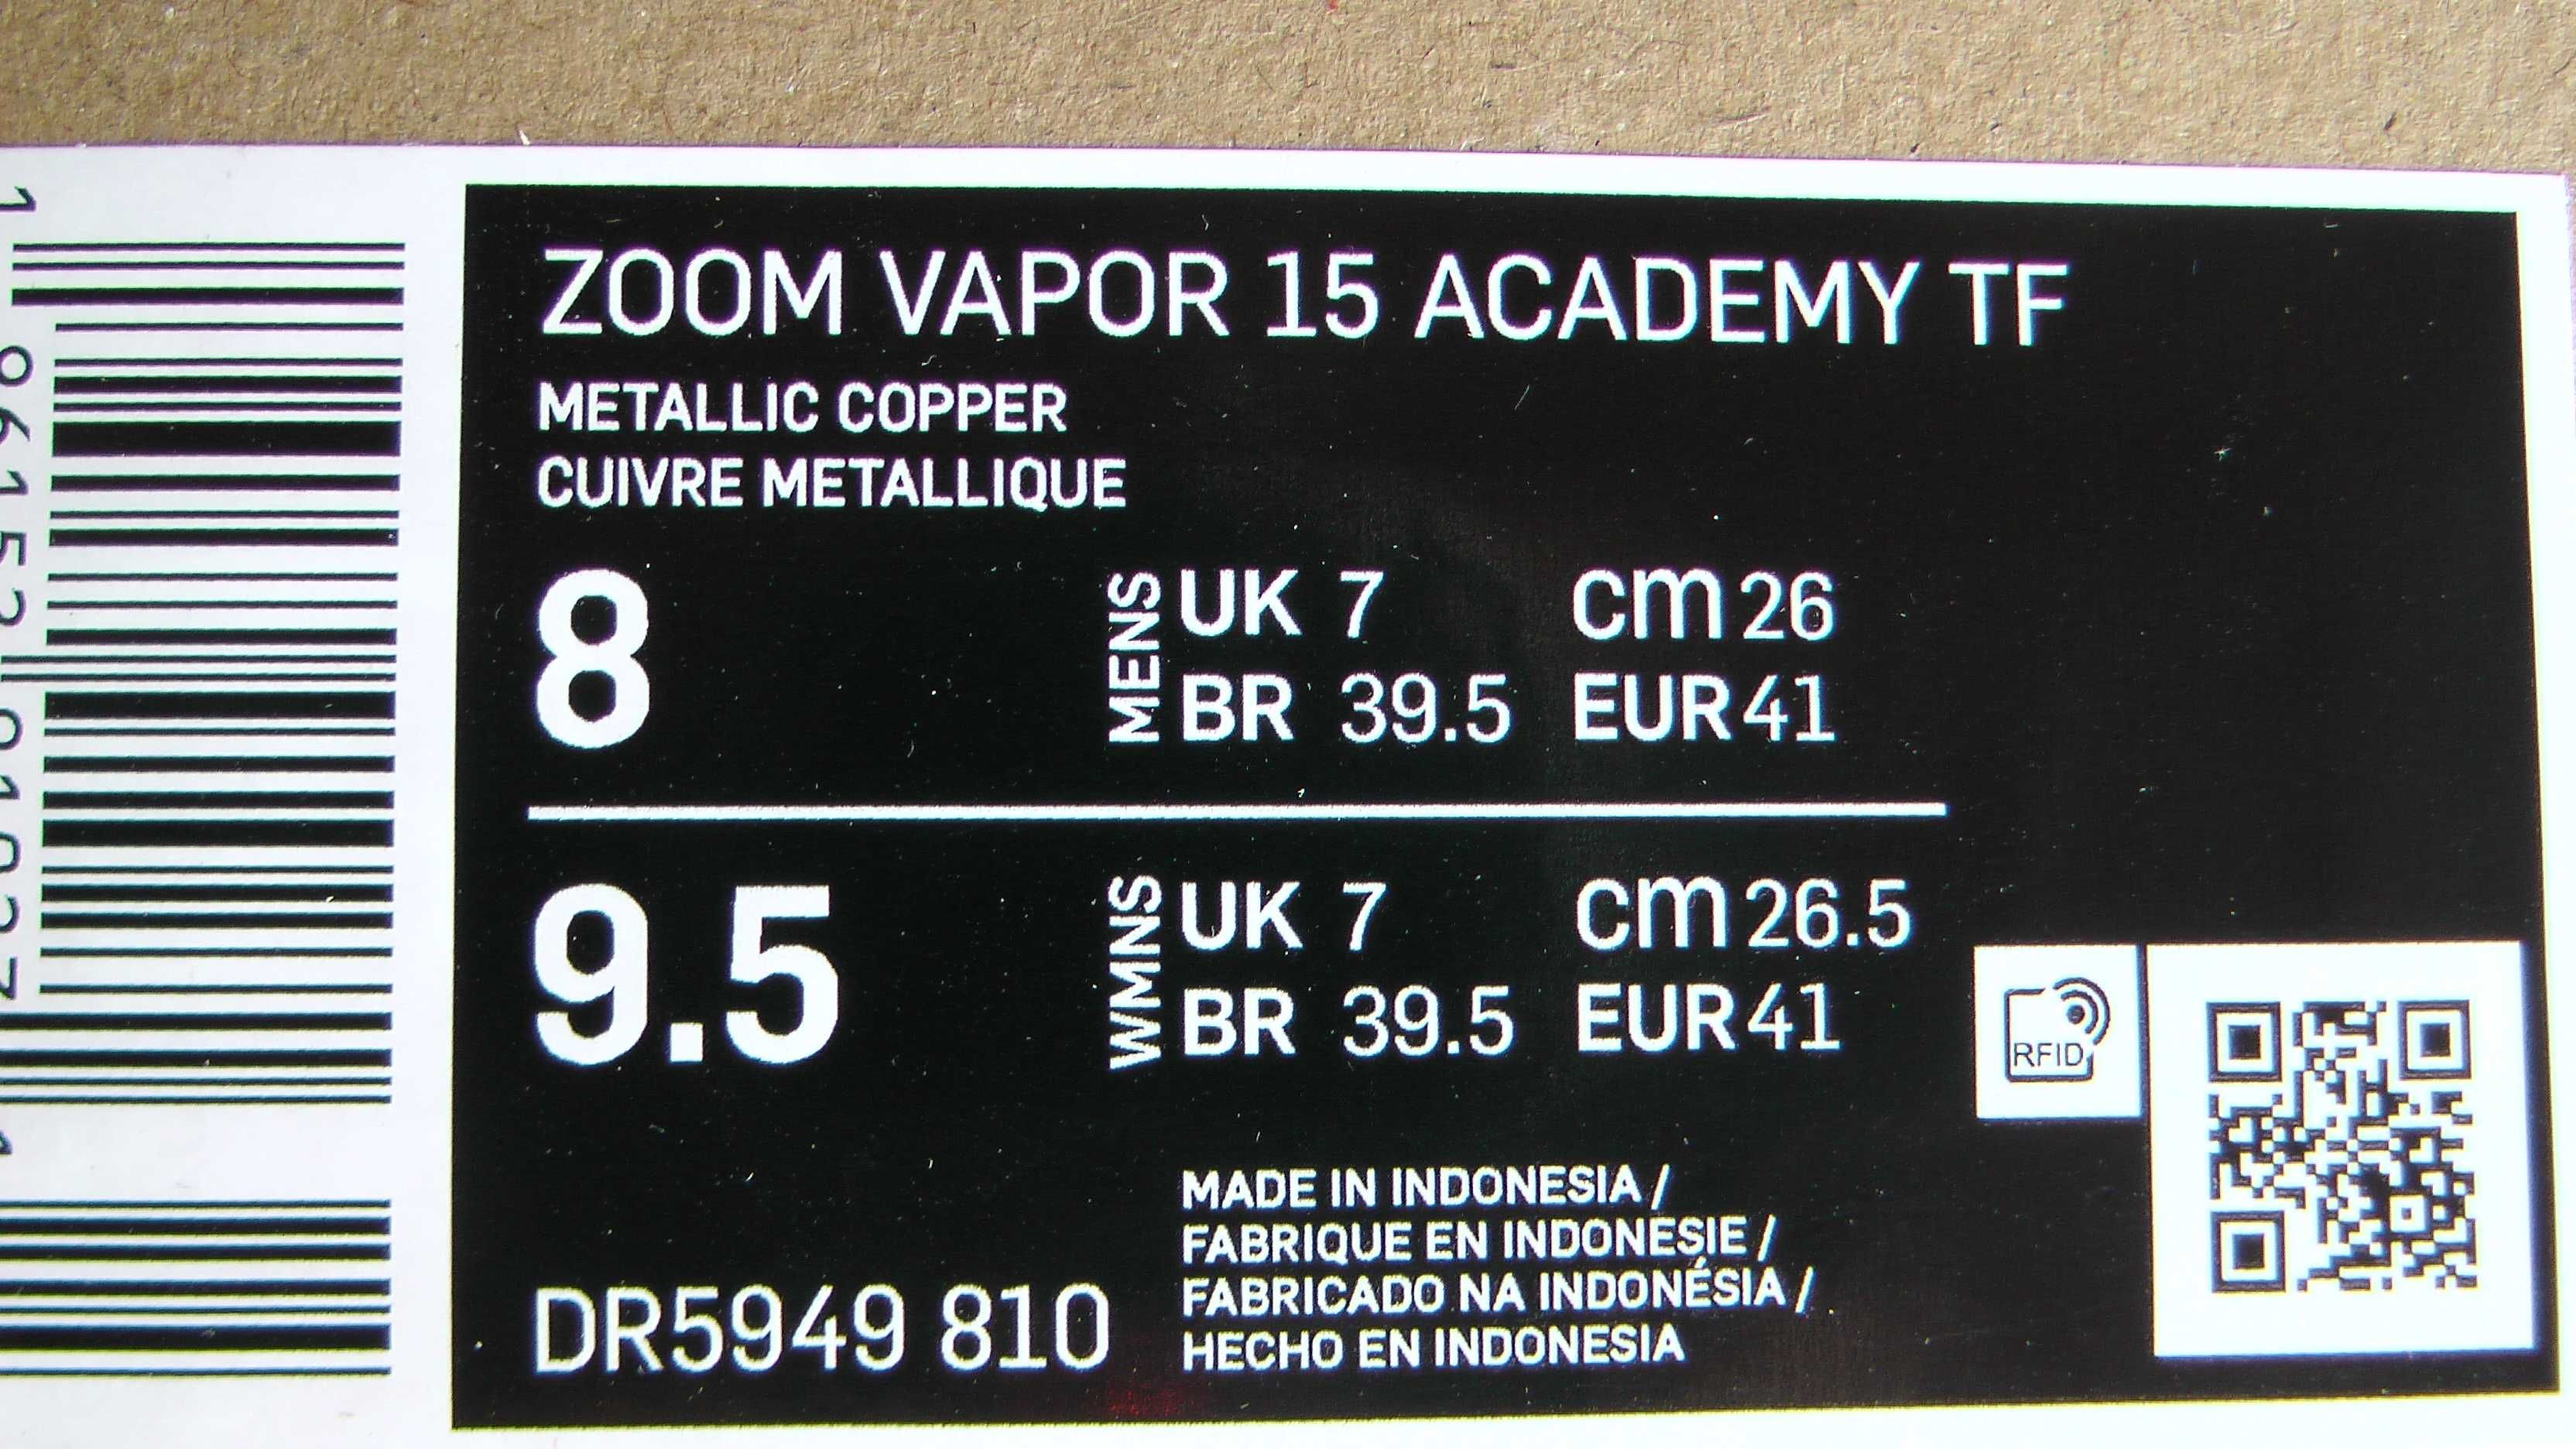 ZOOM VAPOR 15 ACADEMY TF
METALLIC COPPER
CUIVRE METALLIQUE
8
MENS
UK 7 cm 26
BR 39.5 EUR 41
9.5
WMNS
UK 7 cm 26.5
BR 39.5 EUR 41
RFID
DR5949 810
MADE IN INDONESIA /
FABRIQUE EN INDONESIE /
FABRICADO NA INDONÉSIA /
HECHO EN INDONESIA